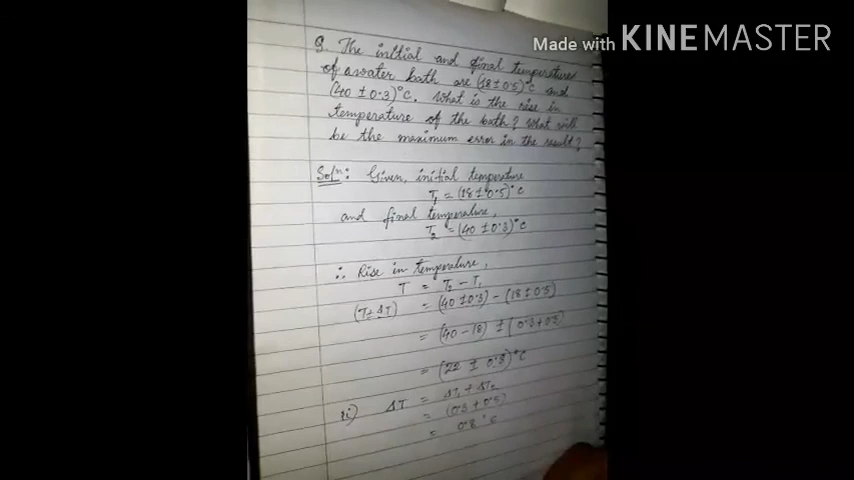 Made with KINEMASTER
Q. The initial and final temperatures
of a water bath are (18 ± 0.5)°C and
(40 ± 0.3)°C. What is the rise in
temperature of the bath? What will
be the maximum error in the result?
Solⁿ: Given, initial temperature
T₁ = (18 ± 0.5)°C
and final temperature,
T₂ = (40 ± 0.3)°C
∴ Rise in temperature,
T = T₂ - T₁
(T ± ΔT) = (40 ± 0.3) - (18 ± 0.5)
= (40 - 18) ± (0.3 + 0.5)
= (22 ± 0.8)°C
ii) ΔT = ΔT₁ + ΔT₂
= (0.3 + 0.5)
= 0.8°C